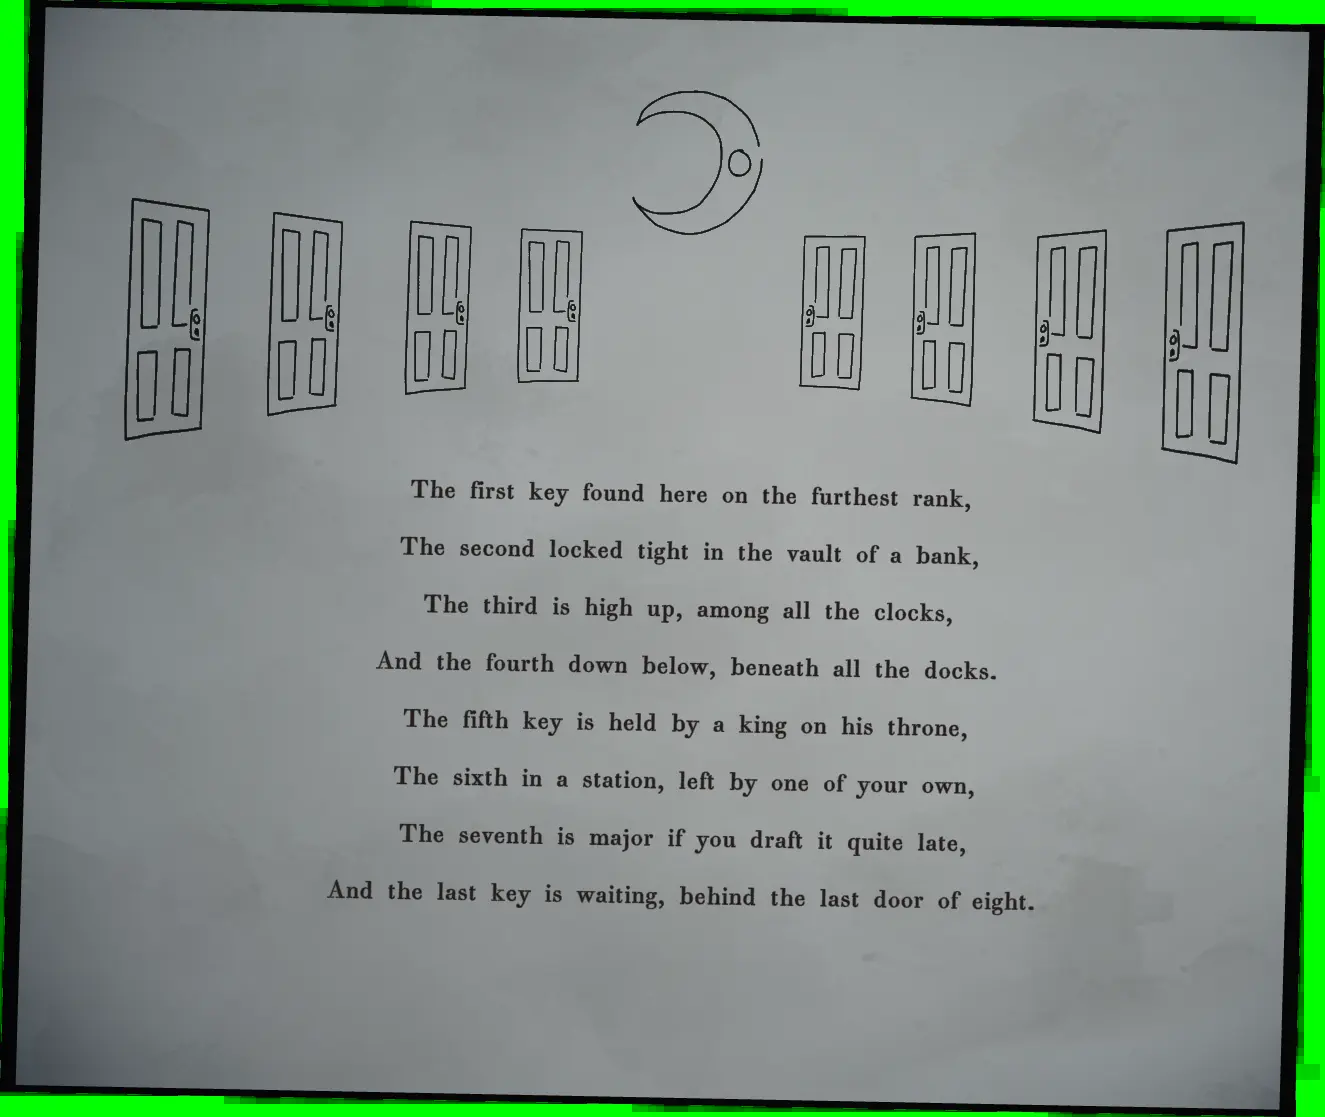 The first key found here on the furthest rank,
The second locked tight in the vault of a bank,
The third is high up, among all the clocks,
And the fourth down below, beneath all the docks.
The fifth key is held by a king on his throne,
The sixth in a station, left by one of your own,
The seventh is major if you draft it quite late,
And the last key is waiting, behind the last door of eight.